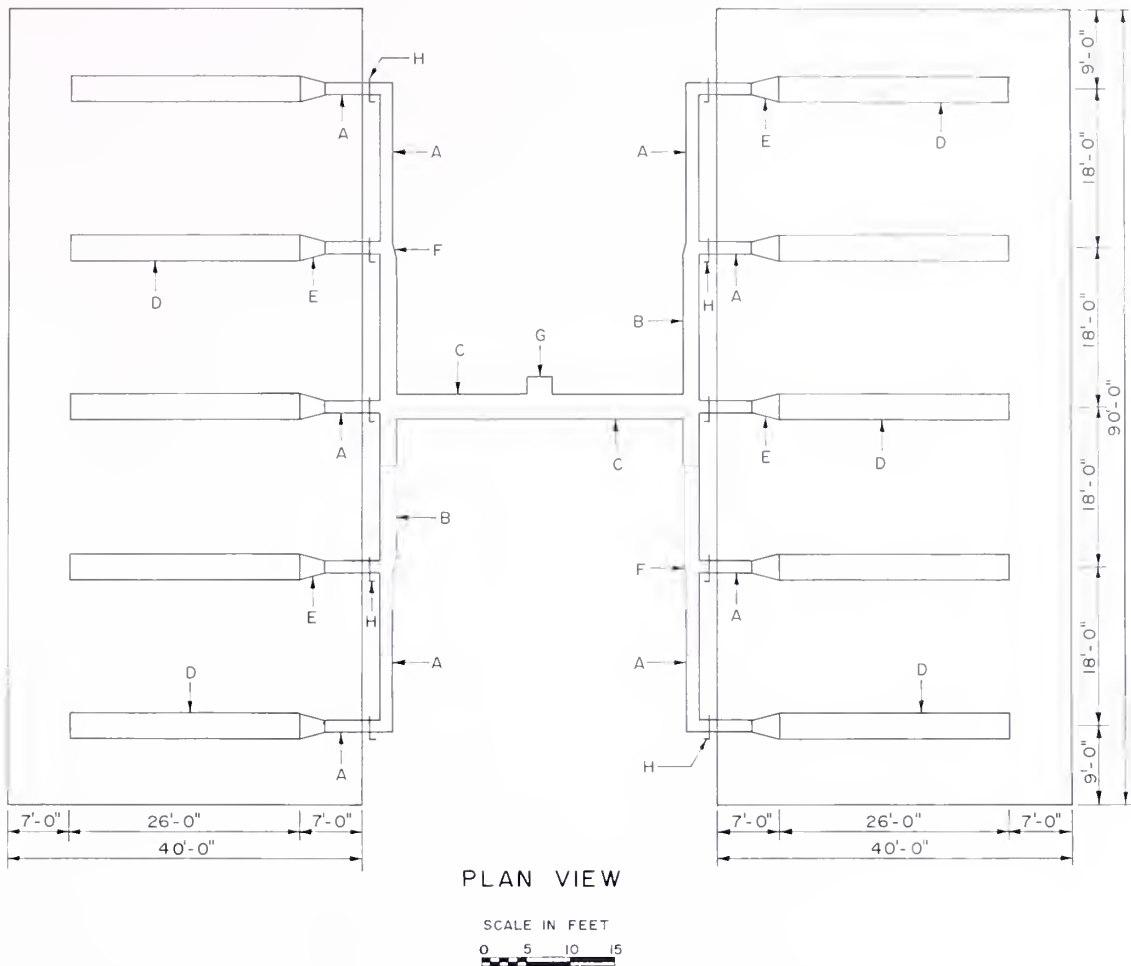 H
9'-0"
A
E
D
A
A
18'-0"
F
D
E
H
A
B
18'-0"
G
C
90'-0"
A
E
D
C
18'-0"
B
F
E
H
A
18'-0"
D
A
A
D
A
H
9'-0"
7'-0"
26'-0"
7'-0"
7'-0"
26'-0"
7'-0"
40'-0"
40'-0"
PLAN VIEW
SCALE IN FEET
0 5 10 15